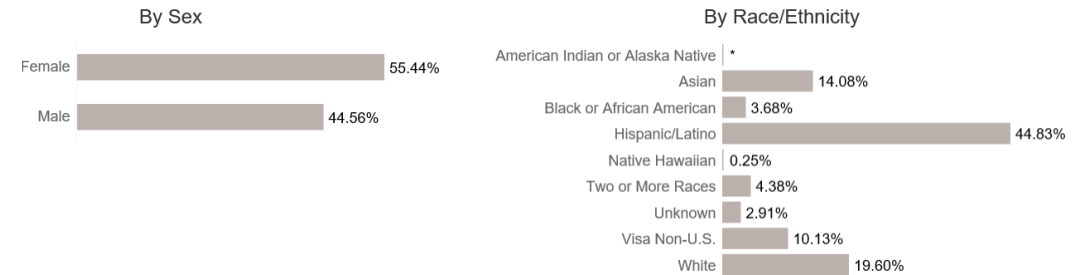 By Sex
Female 55.44%
Male 44.56%
By Race/Ethnicity
American Indian or Alaska Native *
Asian 14.08%
Black or African American 3.68%
Hispanic/Latino 44.83%
Native Hawaiian 0.25%
Two or More Races 4.38%
Unknown 2.91%
Visa Non-U.S. 10.13%
White 19.60%